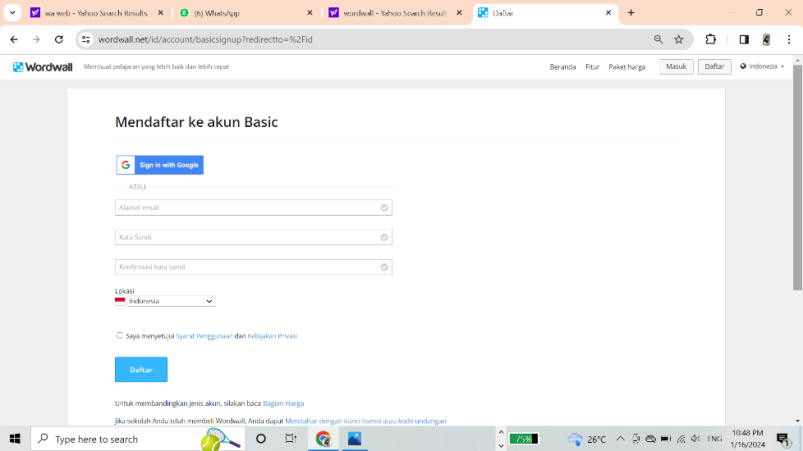 wa web - Yahoo Search Results
(6) WhatsApp
wordwall - Yahoo Search Result
Daftar
wordwall.net/id/account/basicsignup?redirectto=%2Fid
Wordwall Membuat pelajaran yang lebih baik dan lebih cepat Beranda Fitur Paket harga Masuk Daftar Indonesia
Mendaftar ke akun Basic
Sign in with Google
ATAU
Alamat email
Kata Sandi
Konfirmasi kata sandi
Lokasi
Indonesia
Saya menyetujui Syarat Penggunaan dan Kebijakan Privasi
Daftar
Untuk membandingkan jenis akun, silakan baca Bagian Harga
Jika sekolah Anda telah membeli Wordwall, Anda dapat Mendaftar dengan kunci lisensi atau kode undangan
Type here to search
75%
26°C
ENG
10:48 PM
1/16/2024